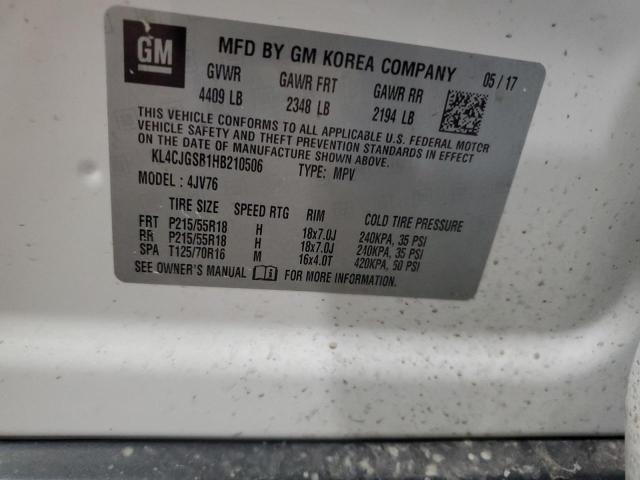 GM
MFD BY GM KOREA COMPANY 05/17
GVWR GAWR FRT GAWR RR
4409 LB 2348 LB 2194 LB
THIS VEHICLE CONFORMS TO ALL APPLICABLE U.S. FEDERAL MOTOR
VEHICLE SAFETY AND THEFT PREVENTION STANDARDS IN EFFECT
ON THE DATE OF MANUFACTURE SHOWN ABOVE.
KL4CJGSB1HB210506 TYPE: MPV
MODEL: 4JV76
TIRE SIZE SPEED RTG RIM COLD TIRE PRESSURE
FRT P215/55R18 H 18x7.0J 240KPA, 35 PSI
RR P215/55R18 H 18x7.0J 240KPA, 35 PSI
SPA T125/70R16 M 16x4.0T 420KPA, 50 PSI
SEE OWNER'S MANUAL FOR MORE INFORMATION.